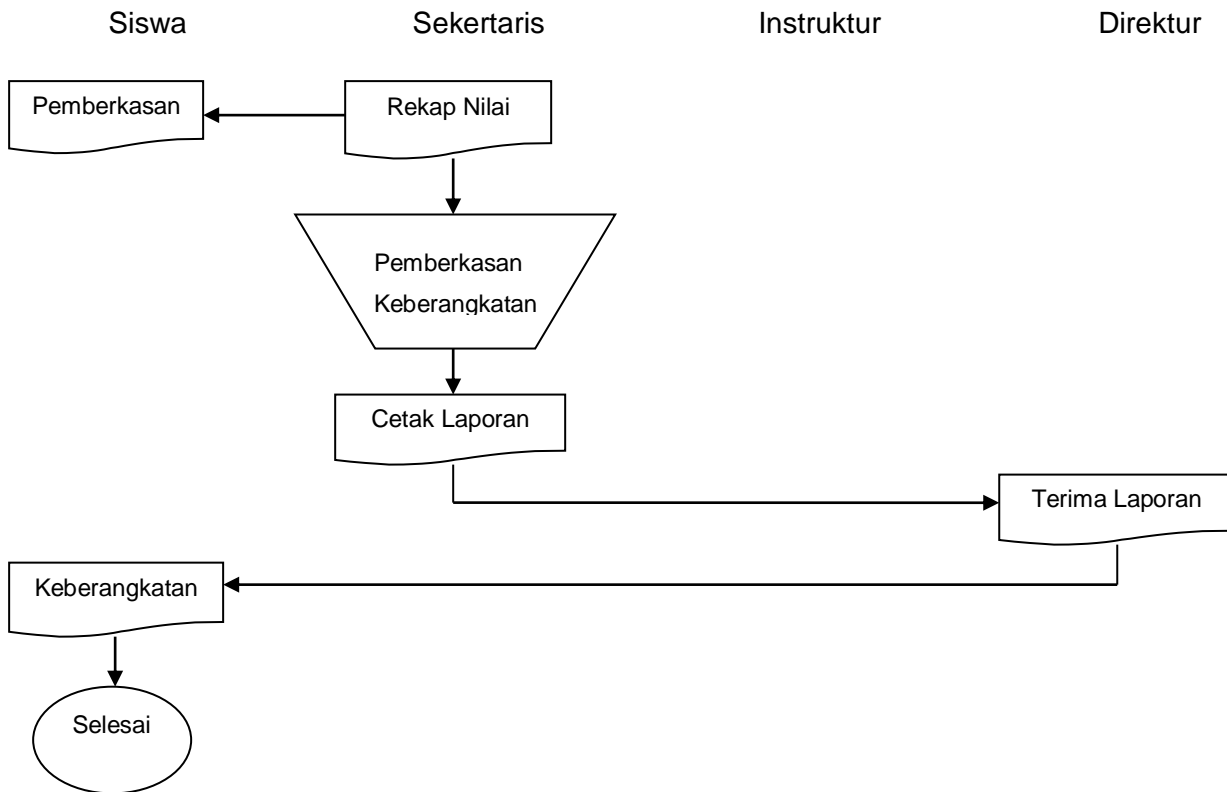 Siswa Sekertaris Instruktur Direktur
Pemberkasan Rekap Nilai
Pemberkasan
Keberangkatan
Cetak Laporan
Terima Laporan
Keberangkatan
Selesai